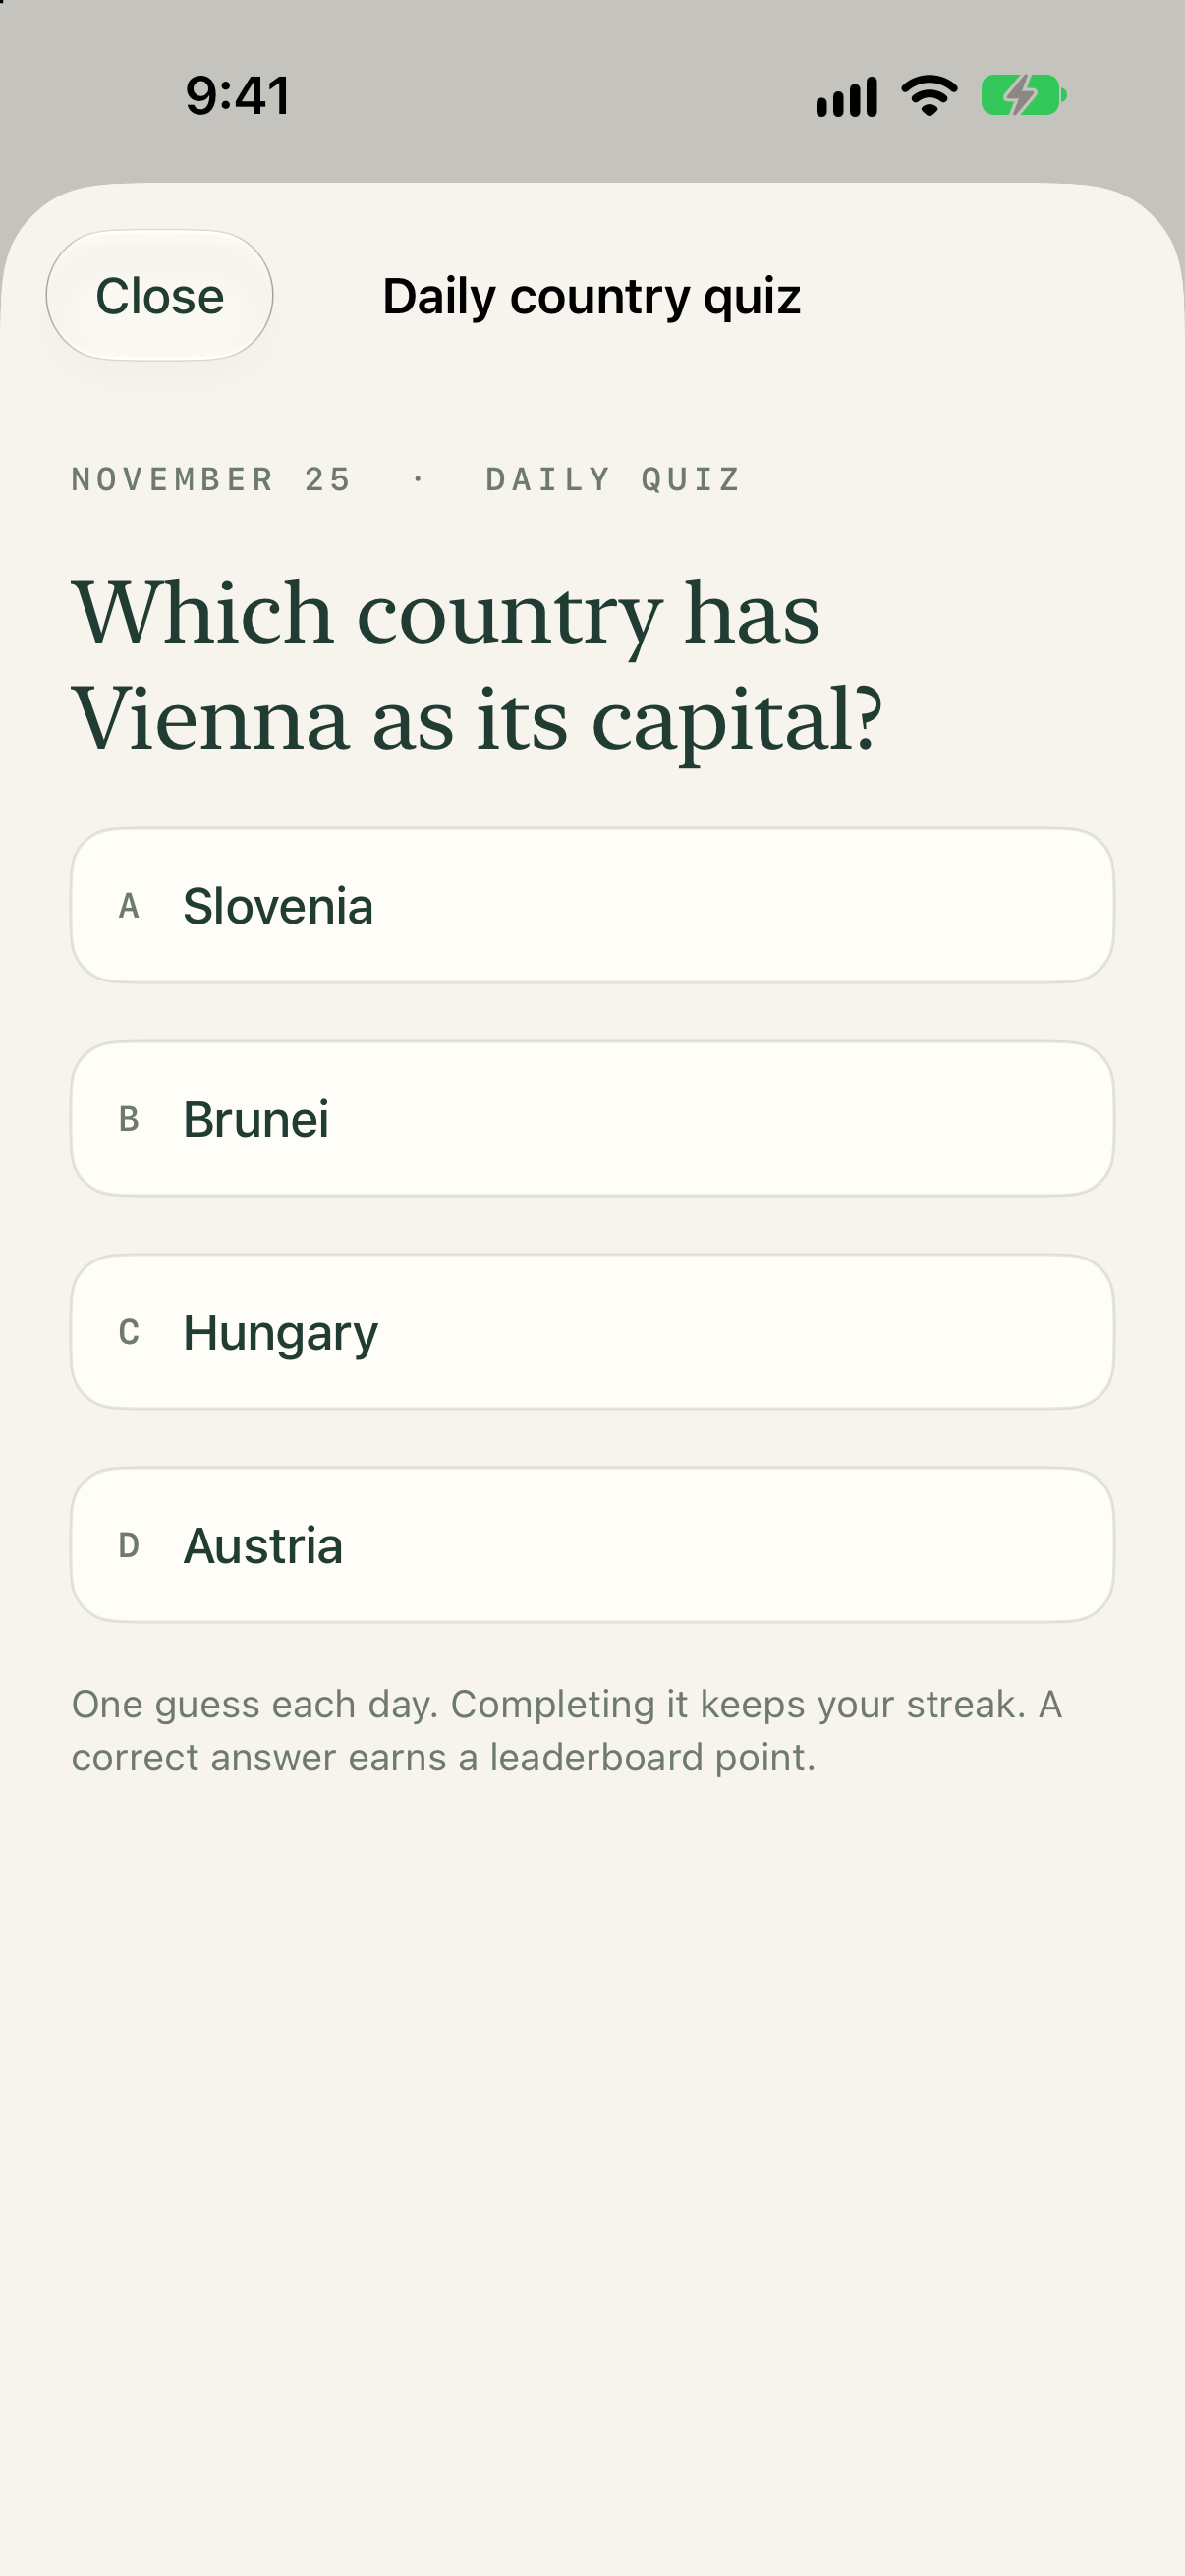 9:41
Close
Daily country quiz
NOVEMBER 25 · DAILY QUIZ
Which country has
Vienna as its capital?
A Slovenia
B Brunei
C Hungary
D Austria
One guess each day. Completing it keeps your streak. A
correct answer earns a leaderboard point.